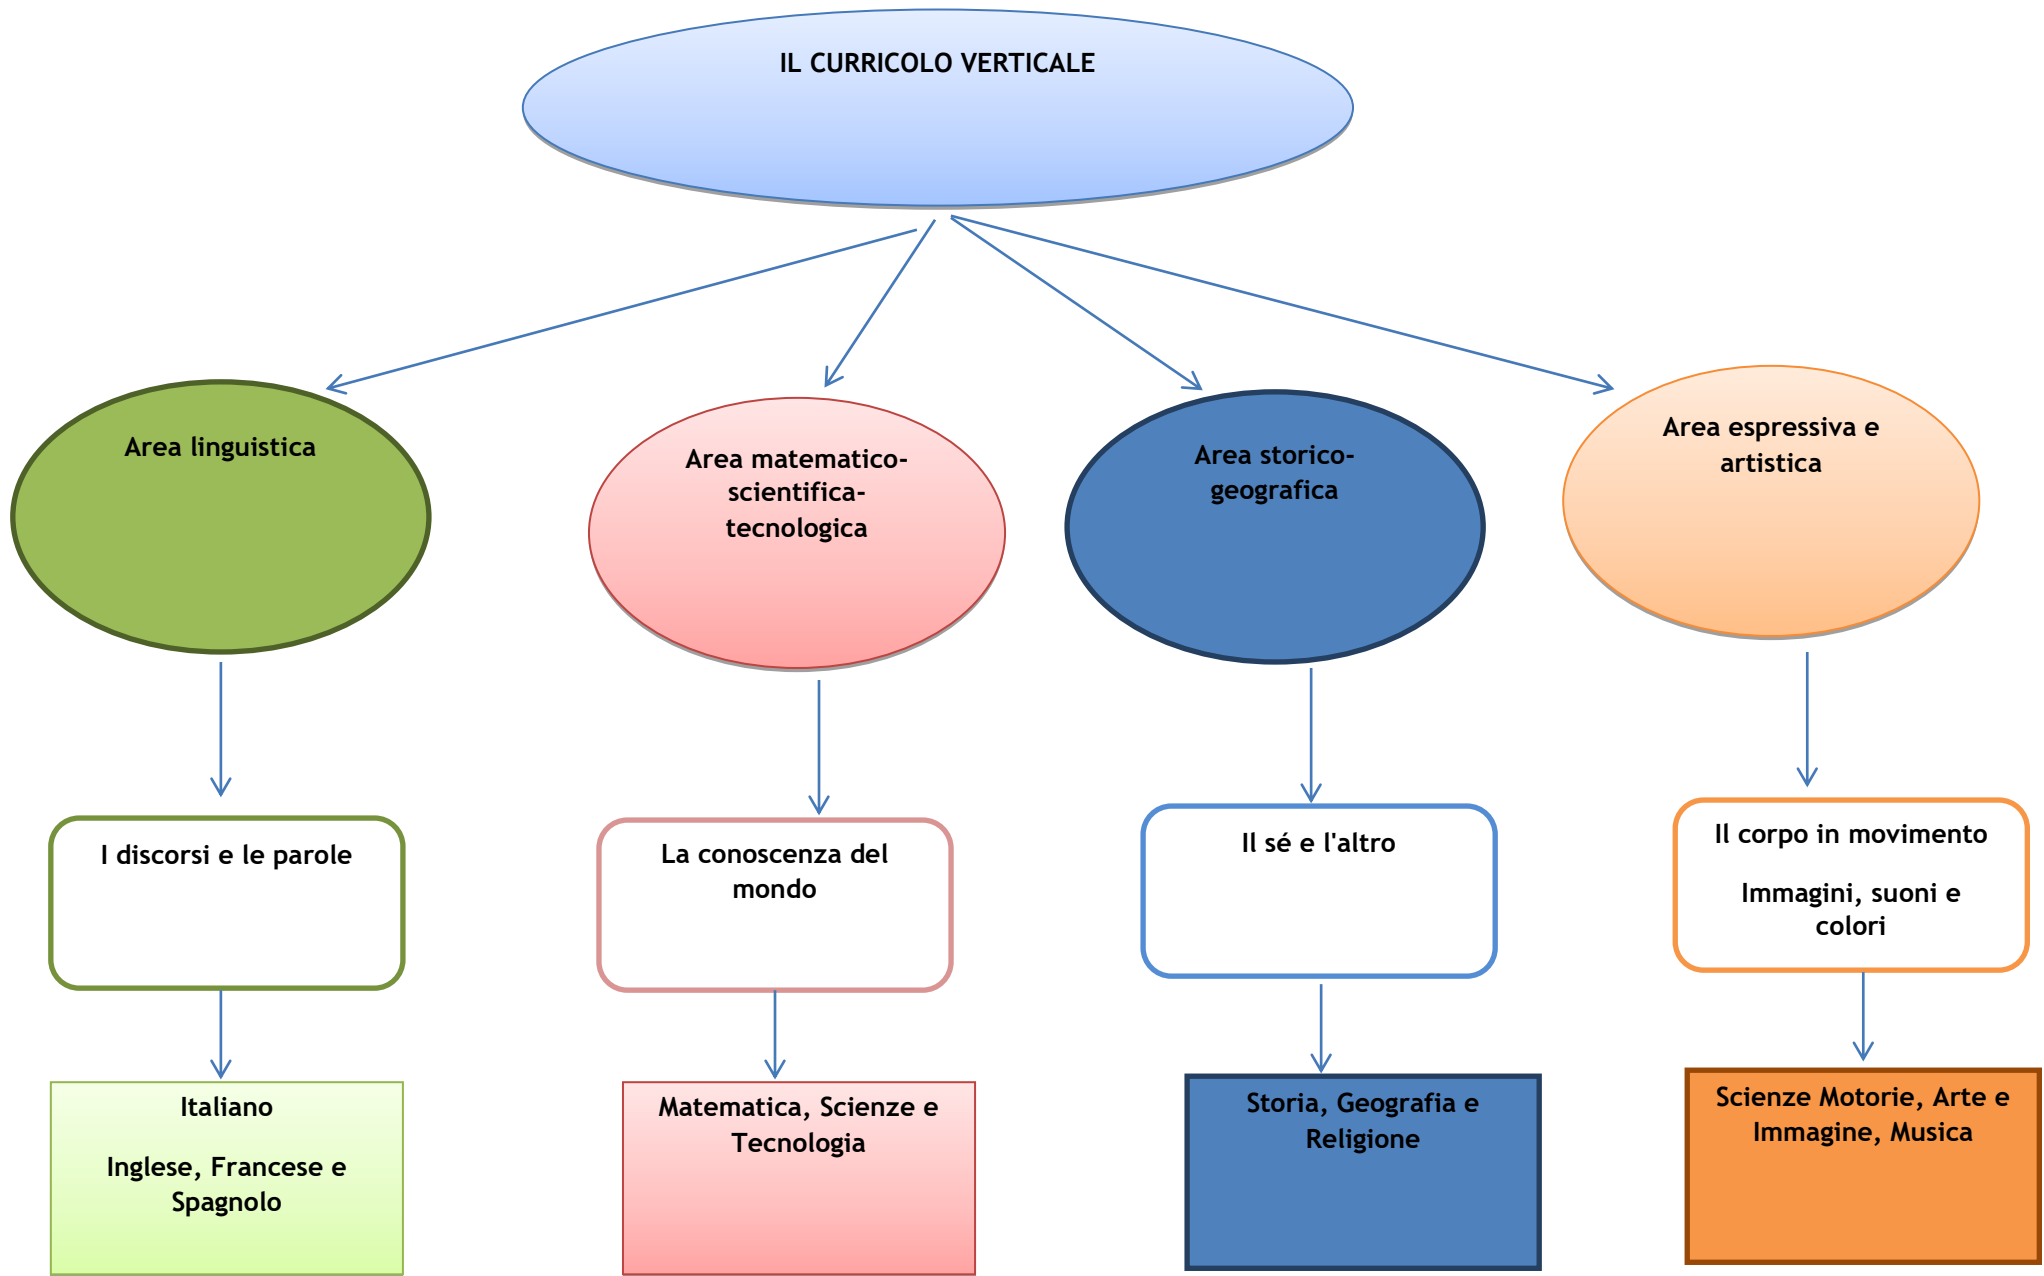 IL CURRICOLO VERTICALE
Area linguistica
Area matematico-
scientifica-
tecnologica
Area storico-
geografica
Area espressiva e
artistica
I discorsi e le parole
La conoscenza del
mondo
Il sé e l'altro
Il corpo in movimento
Immagini, suoni e
colori
Italiano
Inglese, Francese e
Spagnolo
Matematica, Scienze e
Tecnologia
Storia, Geografia e
Religione
Scienze Motorie, Arte e
Immagine, Musica